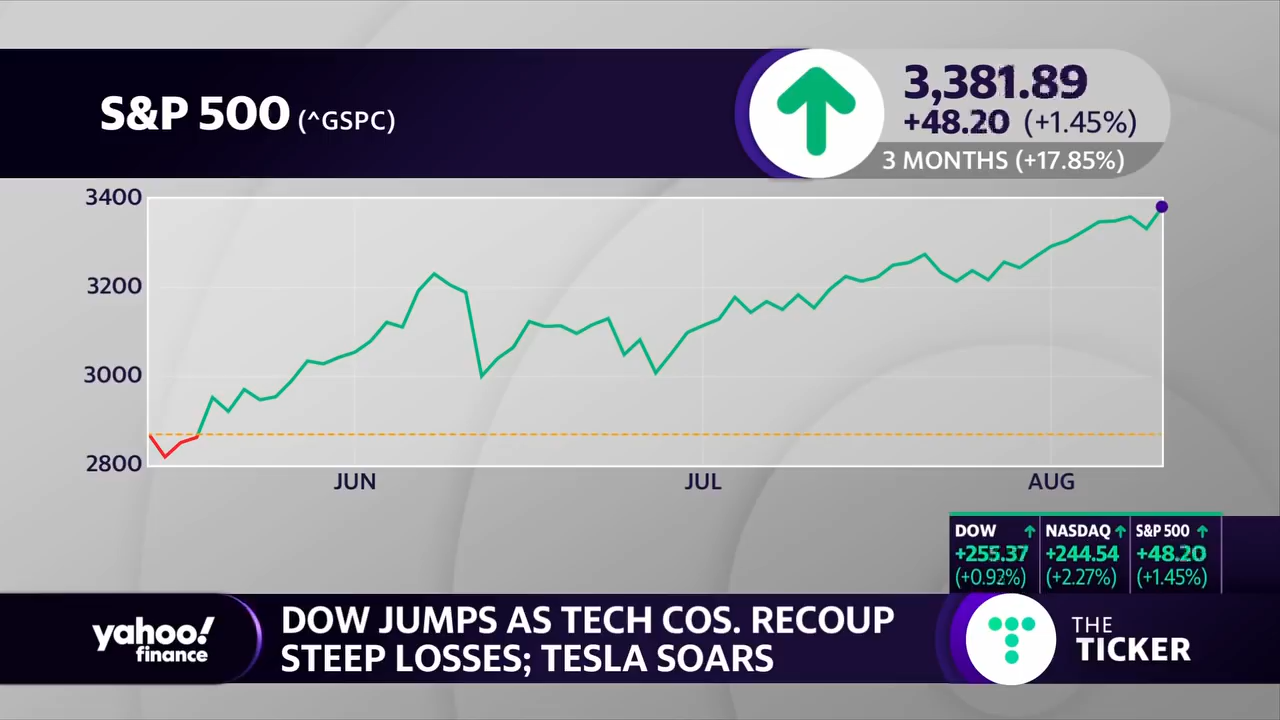 S&P 500 (^GSPC)
3,381.89
+48.20 (+1.45%)
3 MONTHS (+17.85%)
3400
3200
3000
2800
JUN JUL AUG
DOW NASDAQ S&P 500
+255.37 +244.54 +48.20
(+0.92%) (+2.27%) (+1.45%)
yahoo!
finance
DOW JUMPS AS TECH COS. RECOUP
STEEP LOSSES; TESLA SOARS
THE
TICKER